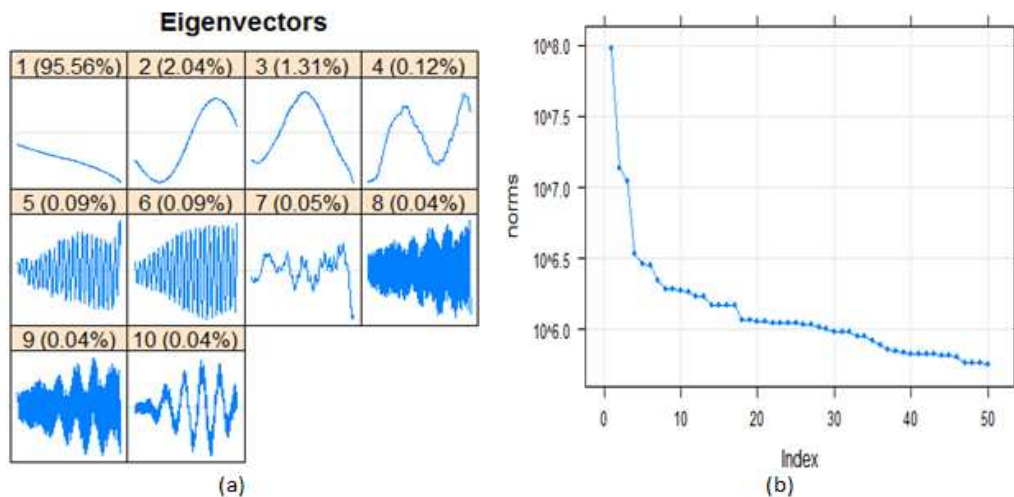 Eigenvectors
1 (95.56%) 2 (2.04%) 3 (1.31%) 4 (0.12%)
5 (0.09%) 6 (0.09%) 7 (0.05%) 8 (0.04%)
9 (0.04%) 10 (0.04%)
(a)
10^8.0
10^7.5
10^7.0
10^6.5
10^6.0
norms
0 10 20 30 40 50
Index
(b)